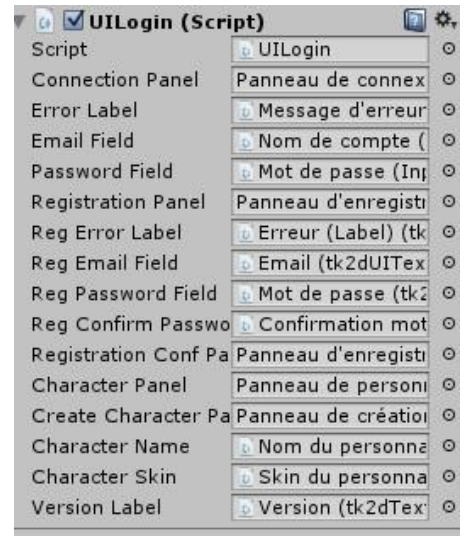 UILogin (Script)
Script UILogin
Connection Panel Panneau de connex
Error Label Message d'erreur
Email Field Nom de compte (
Password Field Mot de passe (Inp
Registration Panel Panneau d'enregistr
Reg Error Label Erreur (Label) (tk
Reg Email Field Email (tk2dUITex
Reg Password Field Mot de passe (tk2
Reg Confirm Passwo Confirmation mot
Registration Conf Pa Panneau d'enregistr
Character Panel Panneau de personn
Create Character Pa Panneau de création
Character Name Nom du personna
Character Skin Skin du personna
Version Label Version (tk2dTex